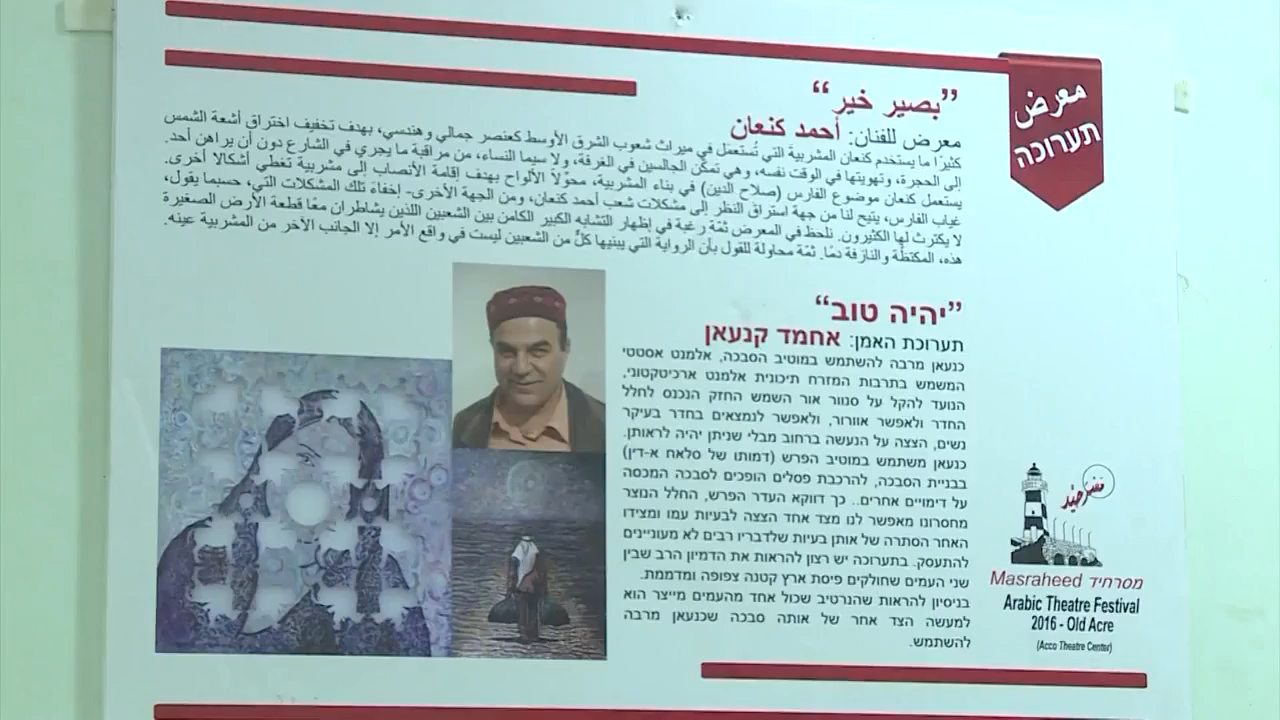 معرض
תערוכה
”بصير خير“
معرض للفنان: أحمد كنعان
كثيرًا ما يستخدم كنعان المشربية التي تُستعمَل في ميراث شعوب الشرق الأوسط كعنصر جمالي وهندسي، بهدف تخفيف اختراق أشعة الشمس
إلى الحجرة، وتهويتها في الوقت نفسه، وهي تمكّن الجالسين في الغرفة، ولا سيما النساء، من مراقبة ما يجري في الشارع دون أن يراهن أحد.
يستعمل كنعان موضوع الفارس (صلاح الدين) في بناء المشربية، محوّلاً الألواح بهدف إقامة الأنصاب إلى مشربية تغطي أشكالا أخرى.
غياب الفارس، يتيح لنا من جهة استراق النظر إلى مشكلات شعب أحمد كنعان، ومن الجهة الأخرى- إخفاءَ تلك المشكلات التي، حسبما يقول،
لا يكترث لها الكثيرون. نلحظ في المعرض ثمّة رغبة في إظهار التشابه الكبير الكامن بين الشعبين اللذين يشاطران معًا قطعة الأرض الصغيرة
هذه، المكتظّة والنازفة دمًا. ثمّة محاولة للقول بأن الرواية التي يبنيها كلٌّ من الشعبين ليست في واقع الأمر إلا الجانب الآخر من المشربية عينه.
”יהיה טוב“
תערוכת האמן: אחמד קנעאן
כנעאן מרבה להשתמש במוטיב הסבכה, אלמנט אסטטי
המשמש בתרבות המזרח תיכונית אלמנט ארכיטקטוני,
הנועד להקל על סנוור אור השמש החזק הנכנס לחלל
החדר ולאפשר אוורור, ולאפשר לנמצאים בחדר בעיקר
נשים, הצצה על הנעשה ברחוב מבלי שניתן יהיה לראותן.
כנעאן משתמש במוטיב הפרש (דמותו של סלאח א-דין)
בבניית הסבכה, להרכבת פסלים הופכים לסבכה המכסה
על דימויים אחרים.. כך דווקא העדר הפרש, החלל הנוצר
מחסרונו מאפשר לנו מצד אחד הצצה לבעיות עמו ומצידו
האחר הסתרה של אותן בעיות שלדבריו רבים לא מעוניינים
להתעסק. בתערוכה יש רצון להראות את הדמיון הרב שבין
שני העמים שחולקים פיסת ארץ קטנה צפופה ומדממת.
בניסיון להראות שהנרטיב שכול אחד מהעמים מייצר הוא
למעשה הצד אחר של אותה סבכה שכנעאן מרבה
להשתמש.
مسرحيد
Masraheed מסרחיד
Arabic Theatre Festival
2016 - Old Acre
(Acco Theatre Center)